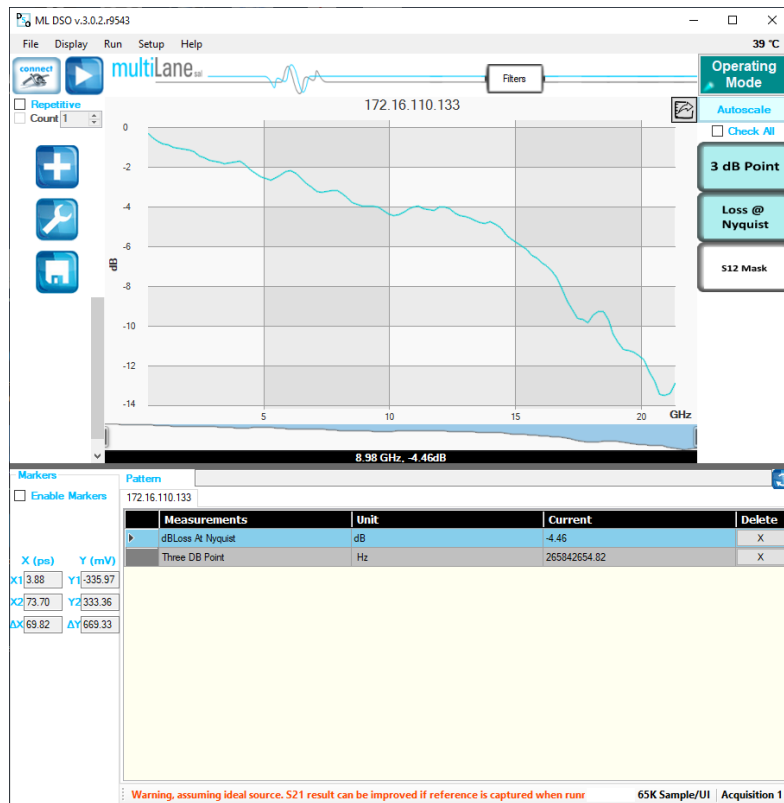 ML DSO v.3.0.2.r9543
File Display Run Setup Help
39 °C
connect
multiLane sal
Filters
Operating Mode
Repetitive
Count 1
172.16.110.133
Autoscale
Check All
3 dB Point
Loss @ Nyquist
S12 Mask
dB
0
-2
-4
-6
-8
-10
-12
-14
5 10 15 20 GHz
8.98 GHz, -4.46dB
Markers
Enable Markers
X (ps) Y (mV)
X1 3.88 Y1 -335.97
X2 73.70 Y2 333.36
ΔX 69.82 ΔY 669.33
Pattern
172.16.110.133
Measurements Unit Current Delete
dBLoss At Nyquist dB -4.46 X
Three DB Point Hz 265842654.82 X
Warning, assuming ideal source. S21 result can be improved if reference is captured when runr
65K Sample/UI Acquisition 1